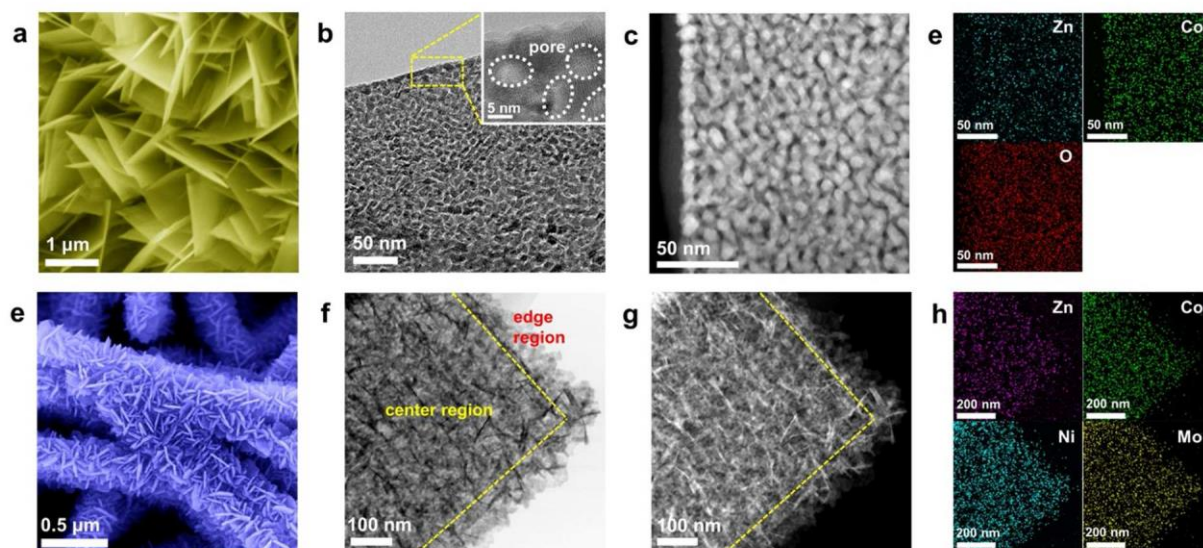 a
1 μm
b
pore
5 nm
50 nm
c
50 nm
e
Zn
50 nm
Co
50 nm
O
50 nm
e
0.5 μm
f
edge
region
center region
100 nm
g
100 nm
h
Zn
200 nm
Co
200 nm
Ni
200 nm
Mo
200 nm